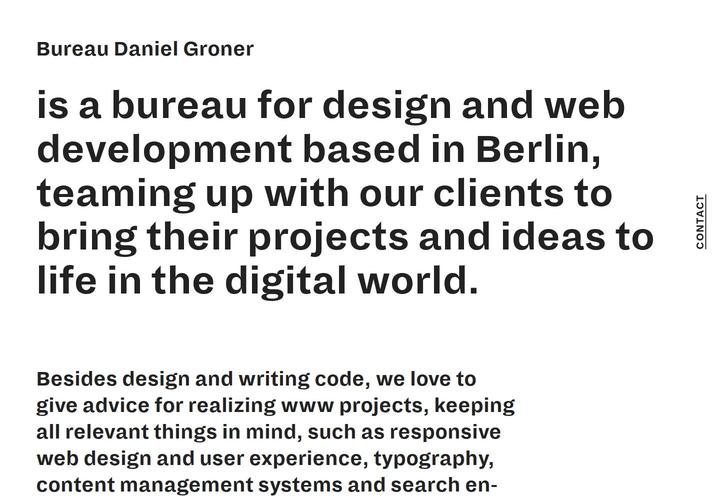 Bureau Daniel Groner
is a bureau for design and web
development based in Berlin,
teaming up with our clients to
bring their projects and ideas to
life in the digital world.
CONTACT
Besides design and writing code, we love to
give advice for realizing www projects, keeping
all relevant things in mind, such as responsive
web design and user experience, typography,
content management systems and search en-